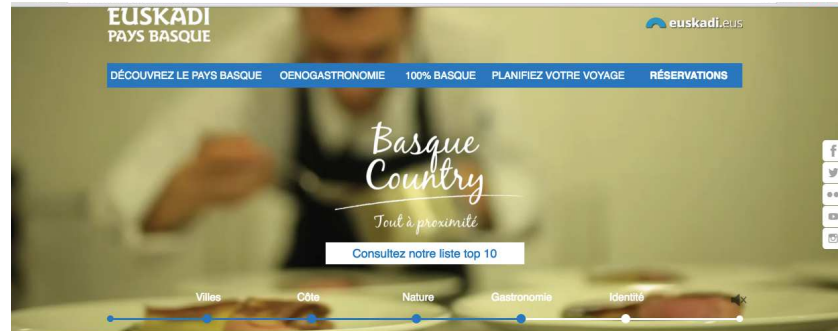 EUSKADI
PAYS BASQUE
euskadi.eus
DÉCOUVREZ LE PAYS BASQUE OENOGASTRONOMIE 100% BASQUE PLANIFIEZ VOTRE VOYAGE RÉSERVATIONS
Basque
Country
Tout à proximité
Consultez notre liste top 10
Villes Côte Nature Gastronomie Identité